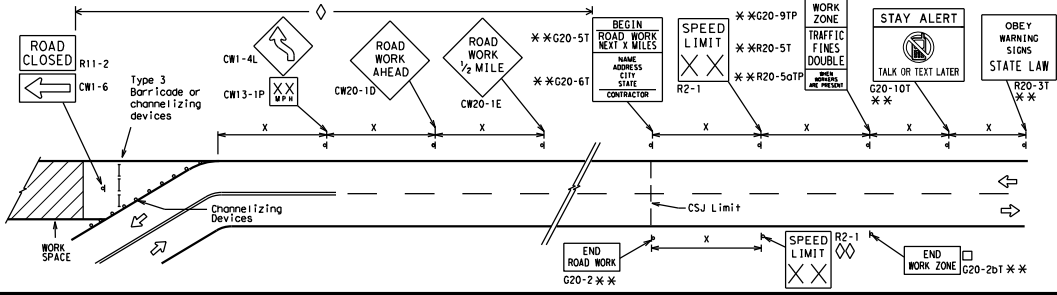 ROAD
CLOSED
R11-2
CW1-6
Type 3
Barricade or
channelizing
devices
CW1-4L
CW13-1P
XX
MPH
ROAD
WORK
AHEAD
CW20-1D
ROAD
WORK
1/2 MILE
CW20-1E
**G20-5T
**G20-6T
BEGIN
ROAD WORK
NEXT X MILES
NAME
ADDRESS
CITY
STATE
CONTRACTOR
SPEED
LIMIT
XX
R2-1
**G20-9TP
**R20-5T
**R20-5aTP
WORK
ZONE
TRAFFIC
FINES
DOUBLE
WHEN
WORKERS
ARE PRESENT
STAY ALERT
TALK OR TEXT LATER
G20-10T
**
OBEY
WARNING
SIGNS
STATE LAW
R20-3T
**
X X X X X X X
Channelizing
Devices
CSJ Limit
WORK
SPACE
END
ROAD WORK
G20-2 **
X
SPEED
LIMIT
XX
R2-1
END
WORK ZONE
G20-2bT **